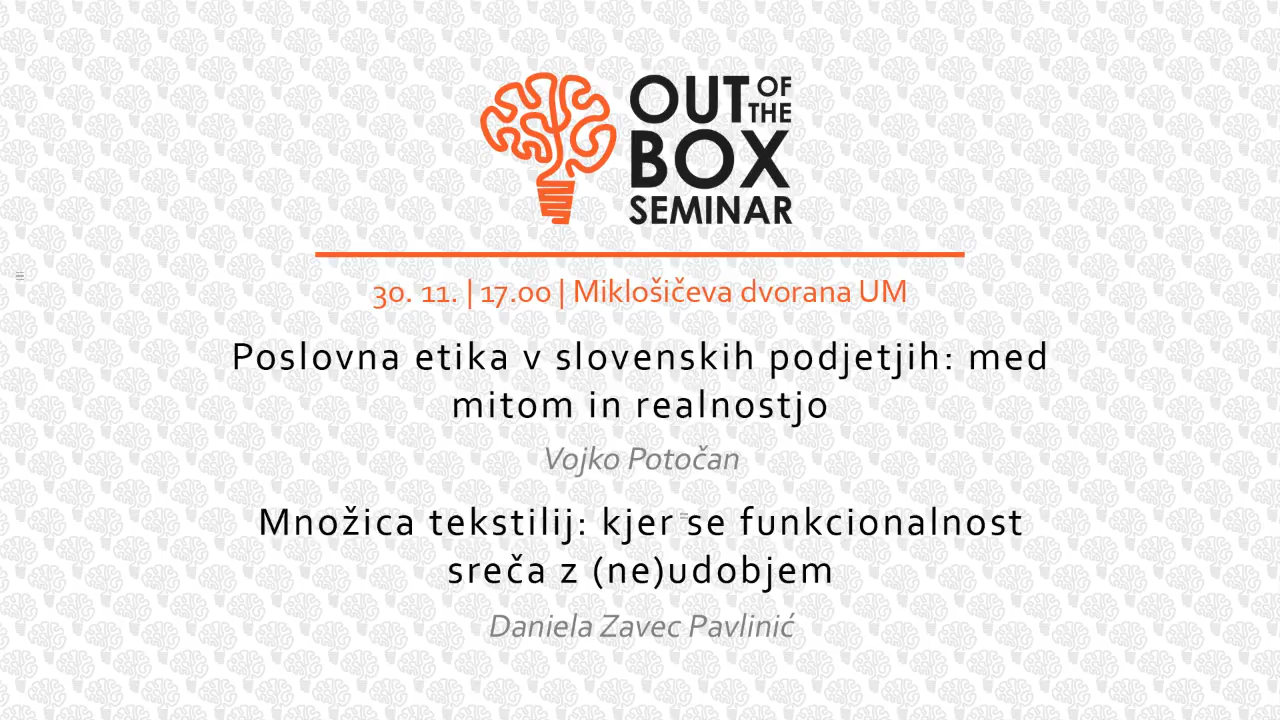 OUT OF THE
BOX
SEMINAR
30. 11. | 17.00 | Miklošičeva dvorana UM
Poslovna etika v slovenskih podjetjih: med
mitom in realnostjo
Vojko Potočan
Množica tekstilij: kjer se funkcionalnost
sreča z (ne)udobjem
Daniela Zavec Pavlinić